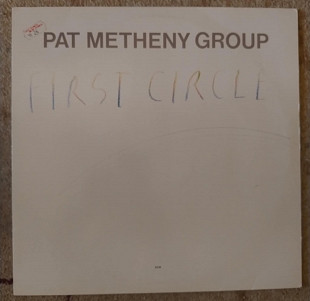 PAT METHENY GROUP
FIRST CIRCLE